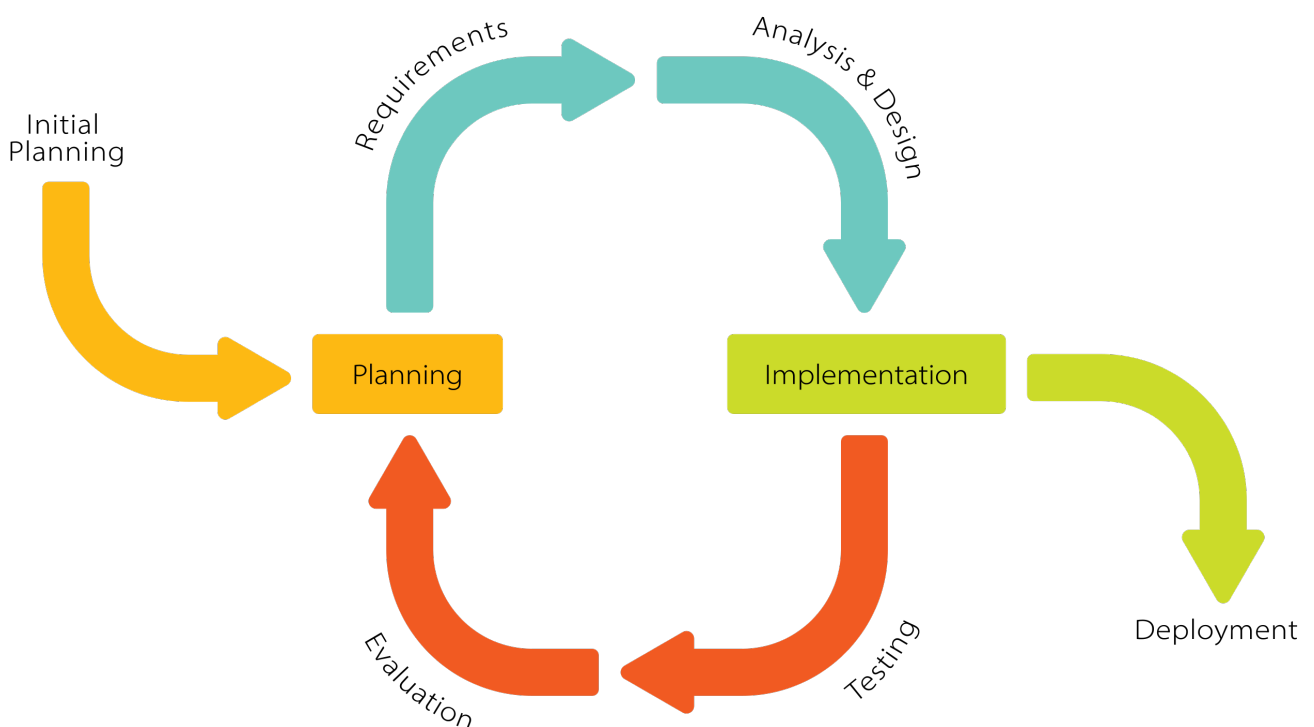 Initial
Planning
Requirements
Analysis & Design
Planning
Implementation
Evaluation
Testing
Deployment